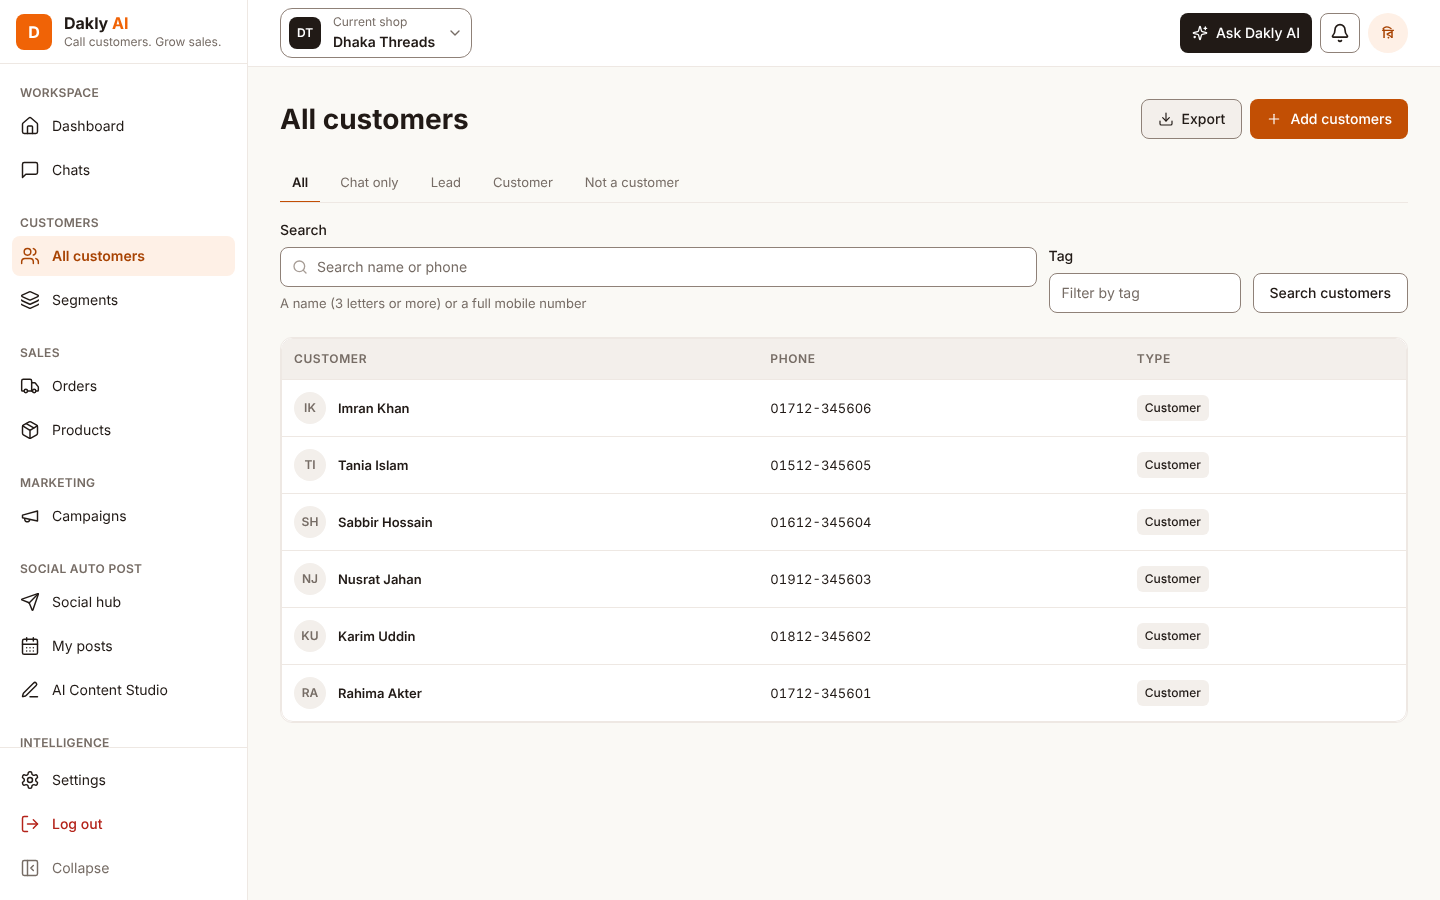 D
Dakly AI
Call customers. Grow sales.
WORKSPACE
Dashboard
Chats
CUSTOMERS
All customers
Segments
SALES
Orders
Products
MARKETING
Campaigns
SOCIAL AUTO POST
Social hub
My posts
AI Content Studio
INTELLIGENCE
Settings
Log out
Collapse
DT
Current shop
Dhaka Threads
Ask Dakly AI
রি
All customers
Export
Add customers
All Chat only Lead Customer Not a customer
Search
Search name or phone
A name (3 letters or more) or a full mobile number
Tag
Filter by tag
Search customers
CUSTOMER PHONE TYPE
IK Imran Khan 01712-345606 Customer
TI Tania Islam 01512-345605 Customer
SH Sabbir Hossain 01612-345604 Customer
NJ Nusrat Jahan 01912-345603 Customer
KU Karim Uddin 01812-345602 Customer
RA Rahima Akter 01712-345601 Customer